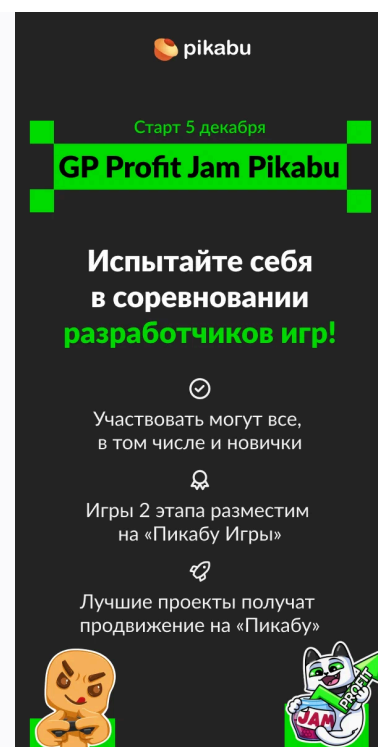 pikabu
Старт 5 декабря
GP Profit Jam Pikabu
Испытайте себя
в соревновании
разработчиков игр!
Участвовать могут все,
в том числе и новички
Игры 2 этапа разместим
на «Пикабу Игры»
Лучшие проекты получат
продвижение на «Пикабу»
PROFIT
JAM